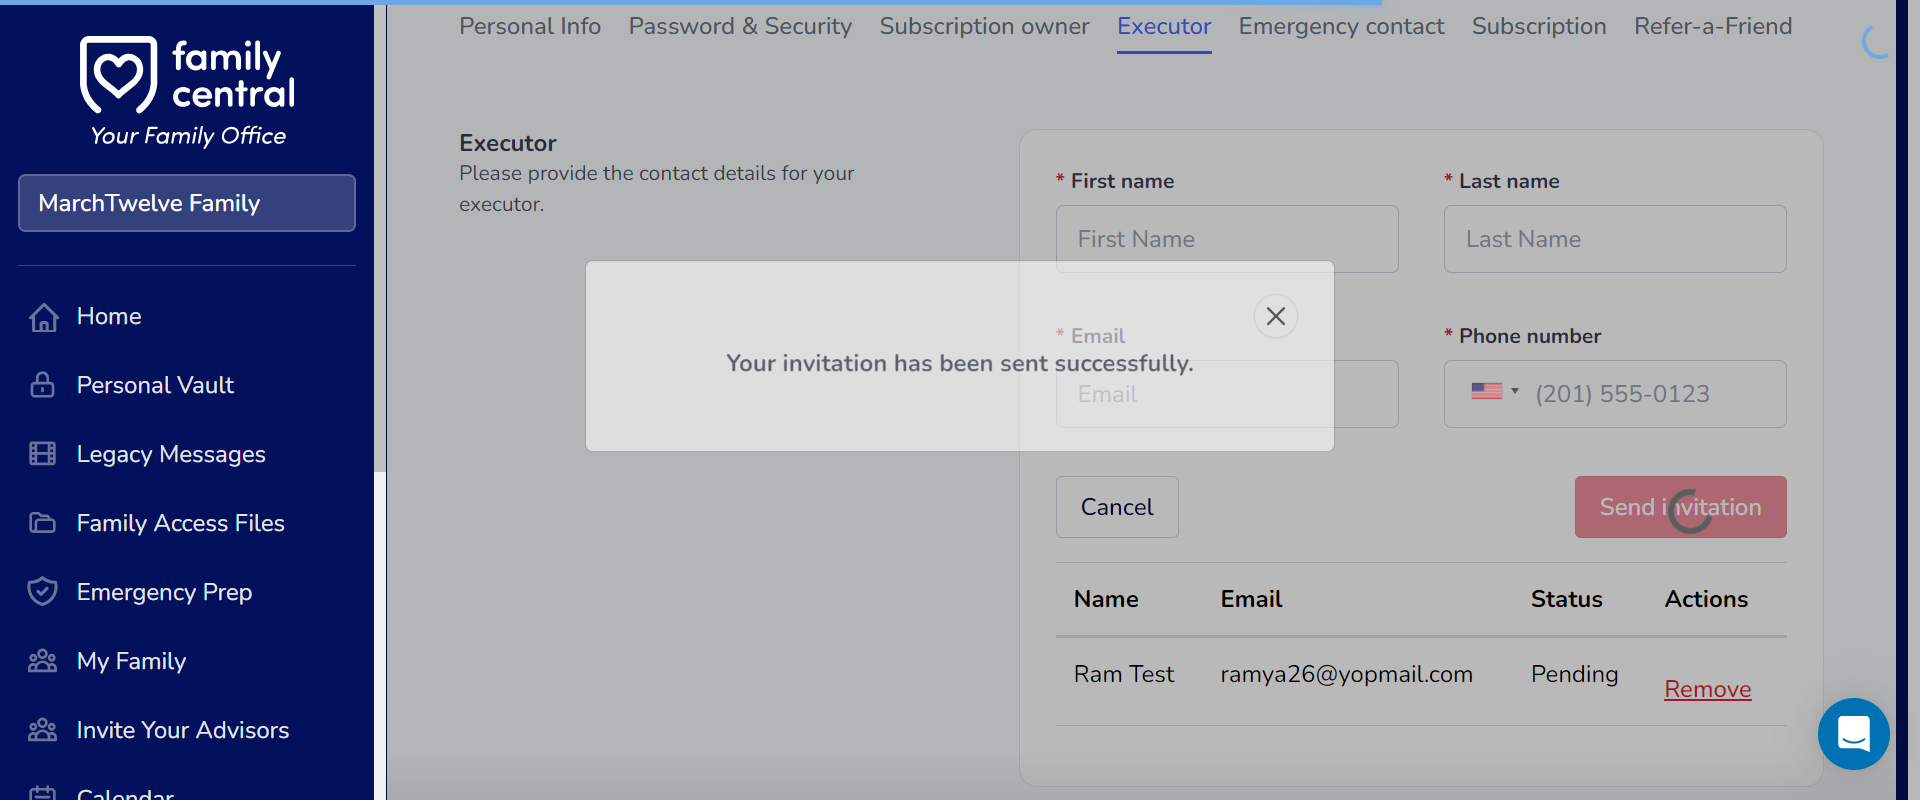 family
central
Your Family Office
MarchTwelve Family
Home
Personal Vault
Legacy Messages
Family Access Files
Emergency Prep
My Family
Invite Your Advisors
Calendar
Personal Info Password & Security Subscription owner Executor Emergency contact Subscription Refer-a-Friend
Executor
Please provide the contact details for your
executor.
* First name * Last name
First Name Last Name
* Email * Phone number
Your invitation has been sent successfully.
Email (201) 555-0123
Cancel Send invitation
Name Email Status Actions
Ram Test ramya26@yopmail.com Pending Remove